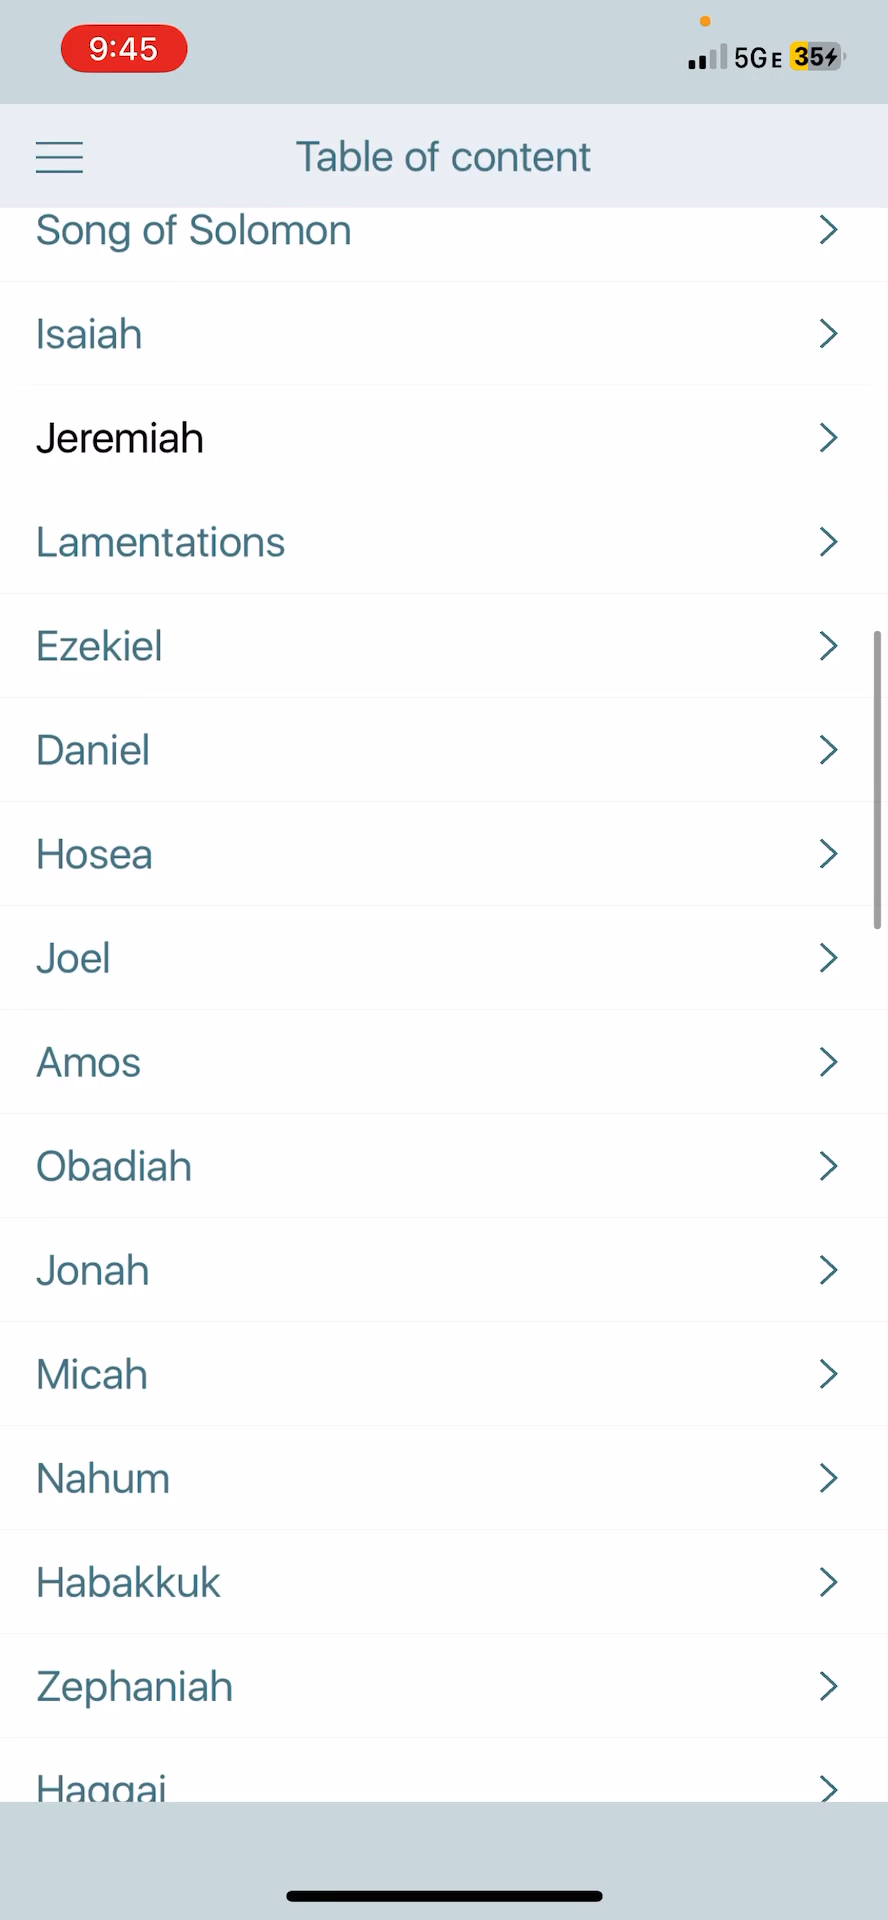 9:45
5GE 35
Table of content
Song of Solomon
Isaiah
Jeremiah
Lamentations
Ezekiel
Daniel
Hosea
Joel
Amos
Obadiah
Jonah
Micah
Nahum
Habakkuk
Zephaniah
Haggai